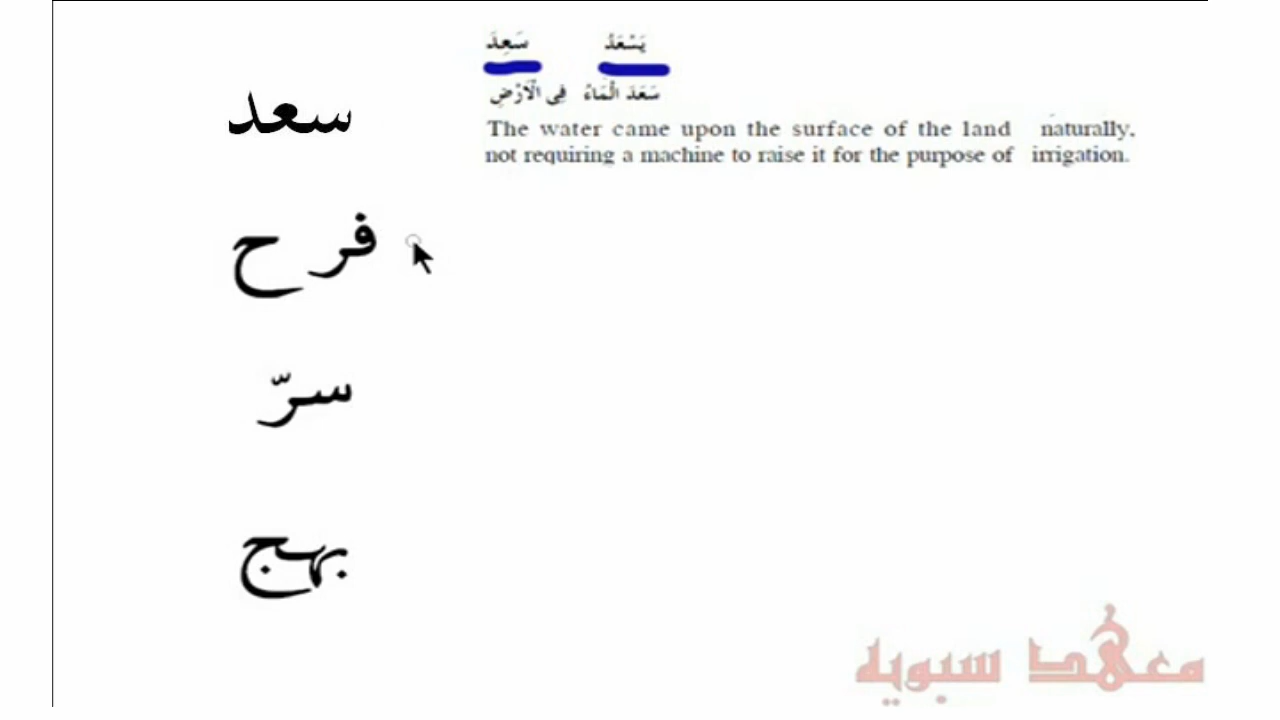 سَعِدَ يَسْعَدُ
سَعَدَ الْمَاءُ فِي الْاَرْضِ
The water came upon the surface of the land naturally,
not requiring a machine to raise it for the purpose of irrigation.
سعد
فرح
سرّ
بهج
معهد سبويه